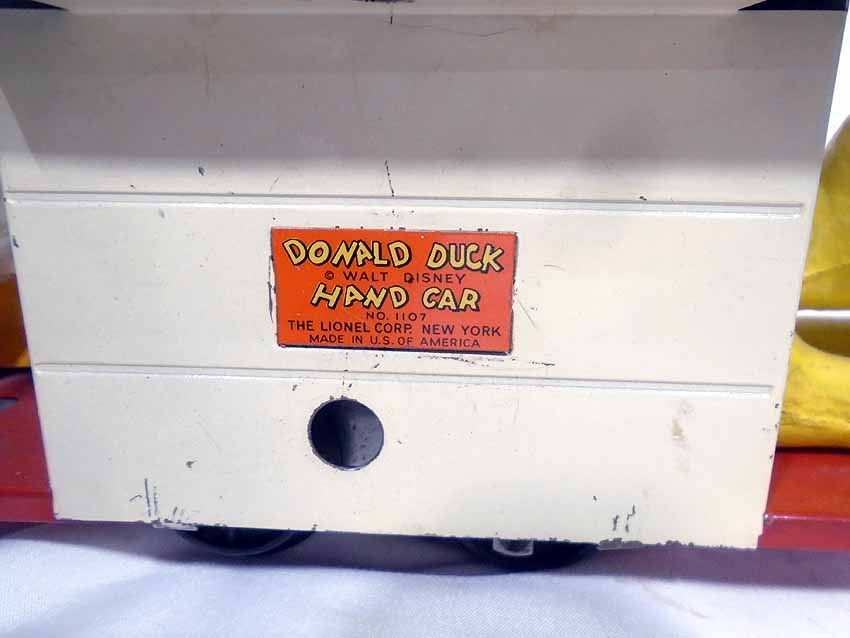 DONALD DUCK
© WALT DISNEY
HAND CAR
NO. 1107
THE LIONEL CORP. NEW YORK
MADE IN U.S. OF AMERICA